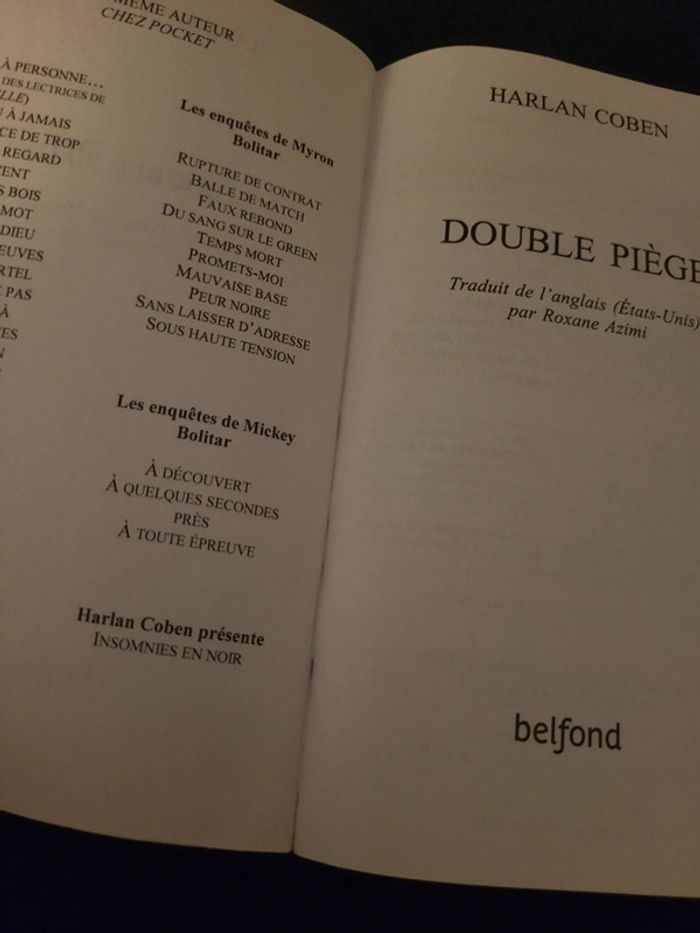 MÊME AUTEUR
CHEZ POCKET
À PERSONNE…
DES LECTRICES DE
ELLE)
À JAMAIS
CE DE TROP
REGARD
BOIS
MOT
DIEU
PAS
À
Les enquêtes de Myron
Bolitar
RUPTURE DE CONTRAT
BALLE DE MATCH
FAUX REBOND
DU SANG SUR LE GREEN
TEMPS MORT
PROMETS-MOI
MAUVAISE BASE
PEUR NOIRE
SANS LAISSER D'ADRESSE
SOUS HAUTE TENSION
Les enquêtes de Mickey
Bolitar
À DÉCOUVERT
À QUELQUES SECONDES
PRÈS
À TOUTE ÉPREUVE
Harlan Coben présente
INSOMNIES EN NOIR
HARLAN COBEN
DOUBLE PIÈGE
Traduit de l'anglais (États-Unis)
par Roxane Azimi
belfond